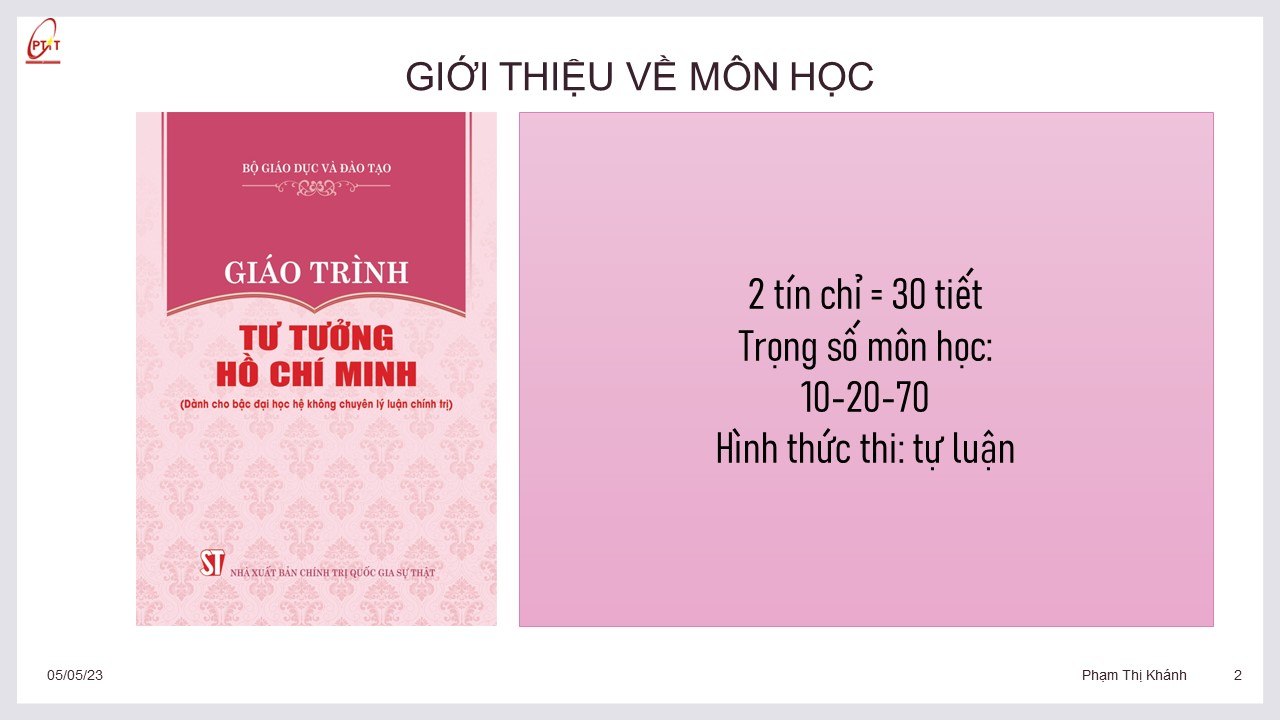 PTIT
GIỚI THIỆU VỀ MÔN HỌC
BỘ GIÁO DỤC VÀ ĐÀO TẠO
GIÁO TRÌNH
TƯ TƯỞNG
HỒ CHÍ MINH
(Dành cho bậc đại học hệ không chuyên lý luận chính trị)
ST NHÀ XUẤT BẢN CHÍNH TRỊ QUỐC GIA SỰ THẬT
2 tín chỉ = 30 tiết
Trọng số môn học:
10-20-70
Hình thức thi: tự luận
05/05/23
Phạm Thị Khánh
2